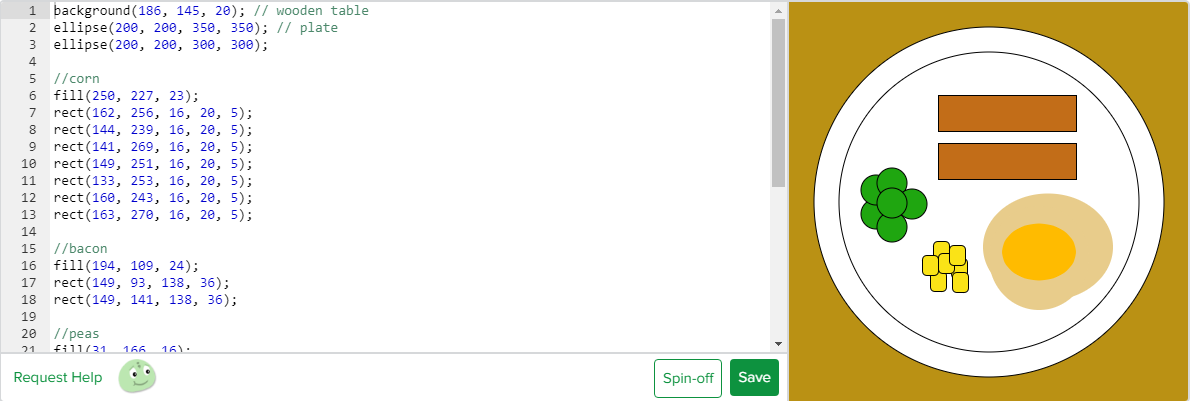 1 background(186, 145, 20); // wooden table
2 ellipse(200, 200, 350, 350); // plate
3 ellipse(200, 200, 300, 300);
4
5 //corn
6 fill(250, 227, 23);
7 rect(162, 256, 16, 20, 5);
8 rect(144, 239, 16, 20, 5);
9 rect(141, 269, 16, 20, 5);
10 rect(149, 251, 16, 20, 5);
11 rect(133, 253, 16, 20, 5);
12 rect(160, 243, 16, 20, 5);
13 rect(163, 270, 16, 20, 5);
14
15 //bacon
16 fill(194, 109, 24);
17 rect(149, 93, 138, 36);
18 rect(149, 141, 138, 36);
19
20 //peas
21 fill(31, 166, 16);
Request Help
Spin-off
Save